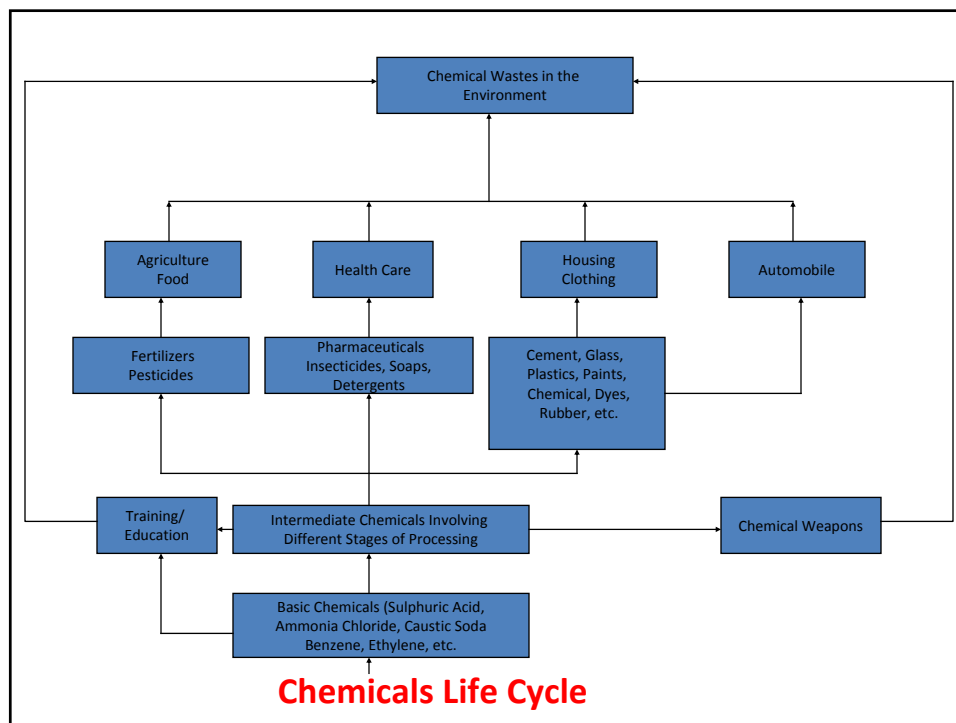 Chemical Wastes in the
Environment
Agriculture
Food
Health Care
Housing
Clothing
Automobile
Fertilizers
Pesticides
Pharmaceuticals
Insecticides, Soaps,
Detergents
Cement, Glass,
Plastics, Paints,
Chemical, Dyes,
Rubber, etc.
Training/
Education
Intermediate Chemicals Involving
Different Stages of Processing
Chemical Weapons
Basic Chemicals (Sulphuric Acid,
Ammonia Chloride, Caustic Soda
Benzene, Ethylene, etc.
Chemicals Life Cycle